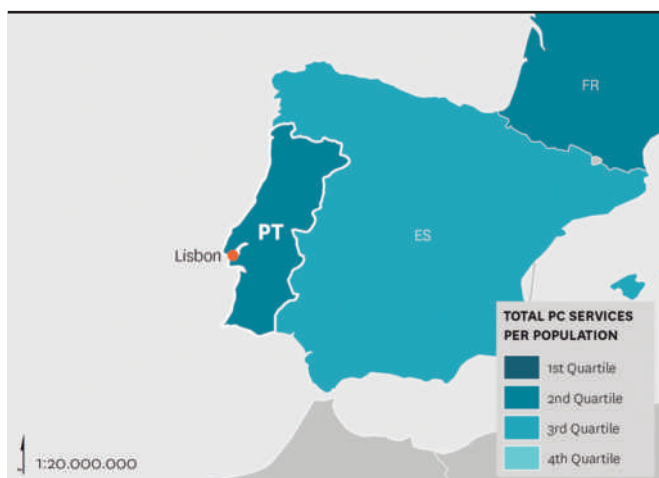 FR
PT
ES
Lisbon
TOTAL PC SERVICES
PER POPULATION
1st Quartile
2nd Quartile
3rd Quartile
4th Quartile
1:20.000.000